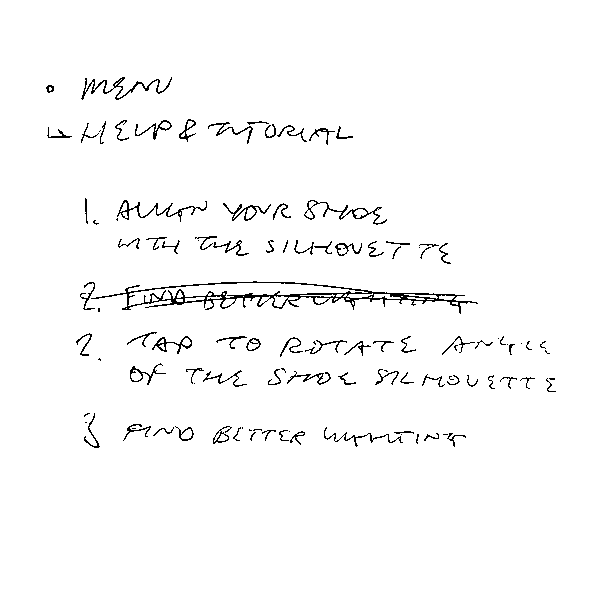 • MENU
↳ HELP & TUTORIAL
1. ALIGN YOUR SHOE
WITH THE SILHOUETTE
2. FIND BETTER LIGHTING
2. TAP TO ROTATE ANGLE
OF THE SHOE SILHOUETTE
3 FIND BETTER LIGHTING